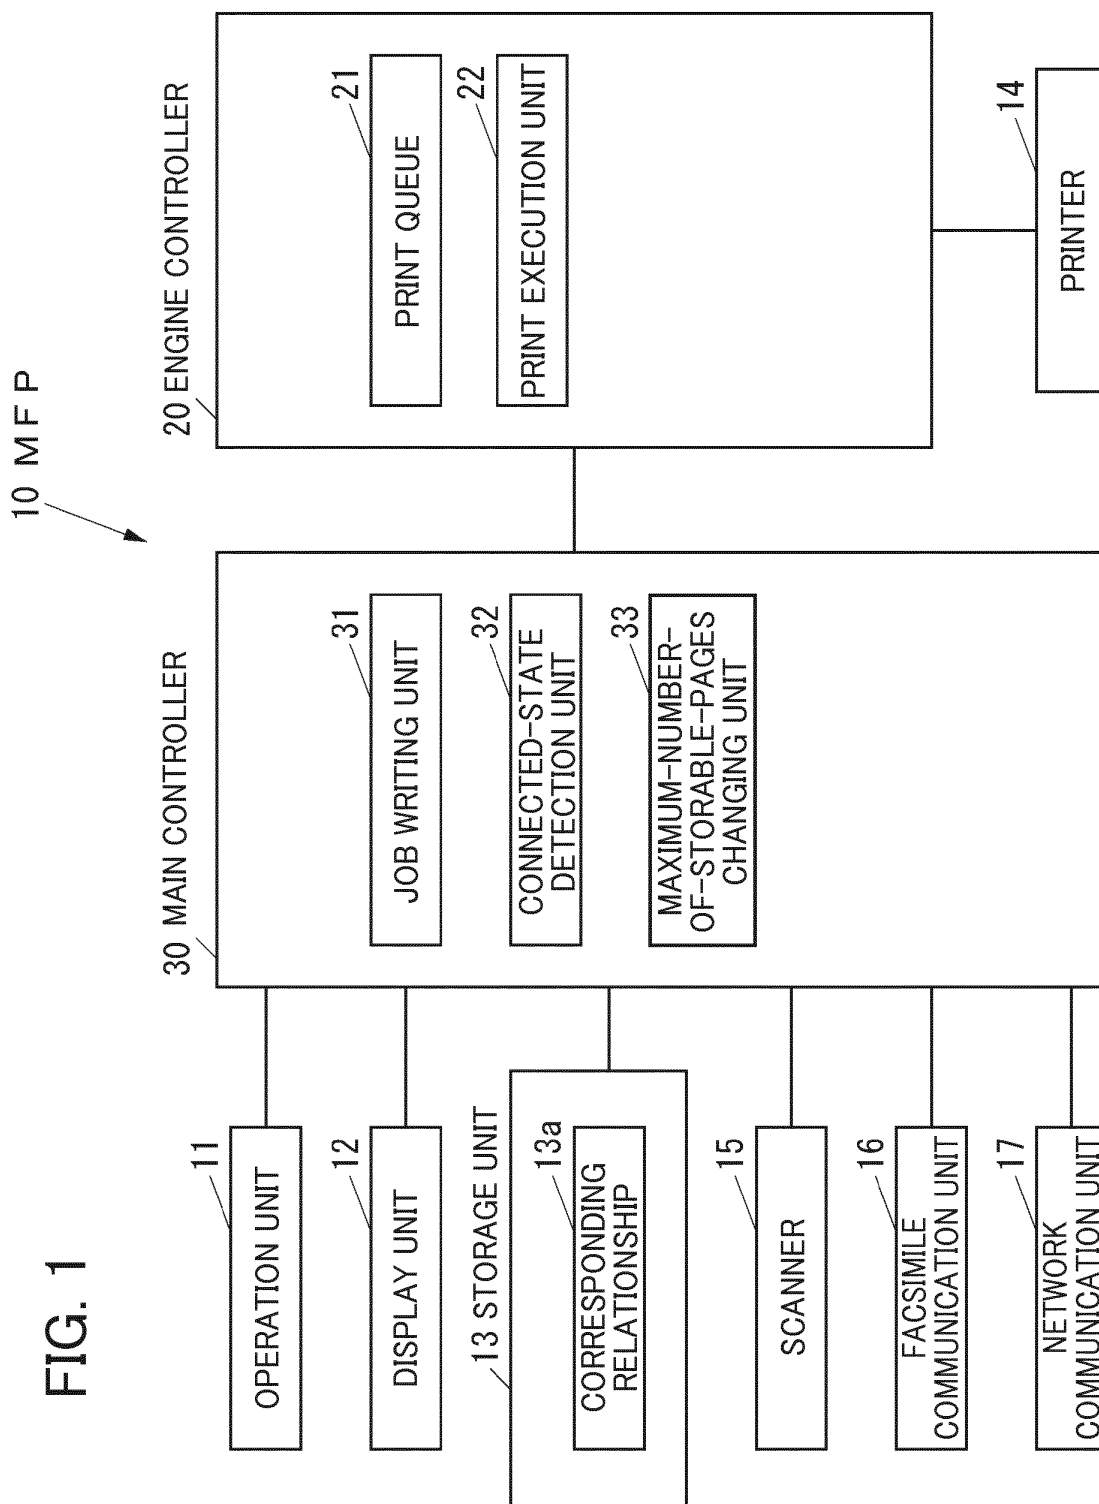 FIG. 1
10 MFP
11
OPERATION UNIT
12
DISPLAY UNIT
13 STORAGE UNIT
13a
CORRESPONDING
RELATIONSHIP
15
SCANNER
16
FACSIMILE
COMMUNICATION UNIT
17
NETWORK
COMMUNICATION UNIT
30 MAIN CONTROLLER
31
JOB WRITING UNIT
32
CONNECTED-STATE
DETECTION UNIT
33
MAXIMUM-NUMBER-
OF-STORABLE-PAGES
CHANGING UNIT
20 ENGINE CONTROLLER
21
PRINT QUEUE
22
PRINT EXECUTION UNIT
14
PRINTER